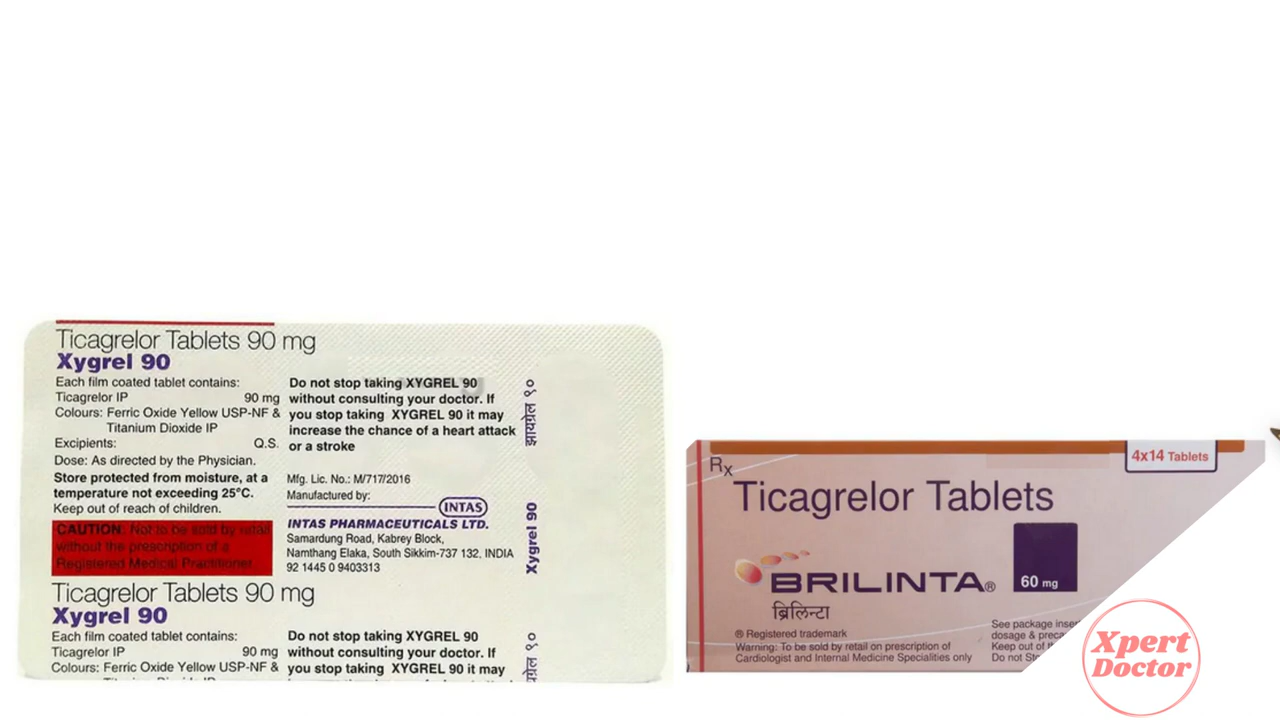 Ticagrelor Tablets 90 mg
Xygrel 90
Each film coated tablet contains:
Ticagrelor IP 90 mg
Colours: Ferric Oxide Yellow USP-NF &
Titanium Dioxide IP
Excipients: Q.S.
Dose: As directed by the Physician.
Store protected from moisture, at a
temperature not exceeding 25°C.
Keep out of reach of children.
CAUTION: Not to be sold by retail
without the prescription of a
Registered Medical Practitioner.
Do not stop taking XYGREL 90
without consulting your doctor. If
you stop taking XYGREL 90 it may
increase the chance of a heart attack
or a stroke
Mfg. Lic. No.: M/717/2016
Manufactured by:
INTAS
INTAS PHARMACEUTICALS LTD.
Samardung Road, Kabrey Block,
Namthang Elaka, South Sikkim-737 132, INDIA
92 1445 0 9403313
झायग्रेल ९०
Xygrel 90
Ticagrelor Tablets 90 mg
Xygrel 90
Each film coated tablet contains:
Ticagrelor IP 90 mg
Colours: Ferric Oxide Yellow USP-NF &
Do not stop taking XYGREL 90
without consulting your doctor. If
you stop taking XYGREL 90 it may
Rx
4x14 Tablets
Ticagrelor Tablets
BRILINTA®
60 mg
ब्रिलिन्टा
® Registered trademark
Warning: To be sold by retail on prescription of
Cardiologist and Internal Medicine Specialities only
See package
dosage &
Keep out of
Do not
Xpert
Doctor